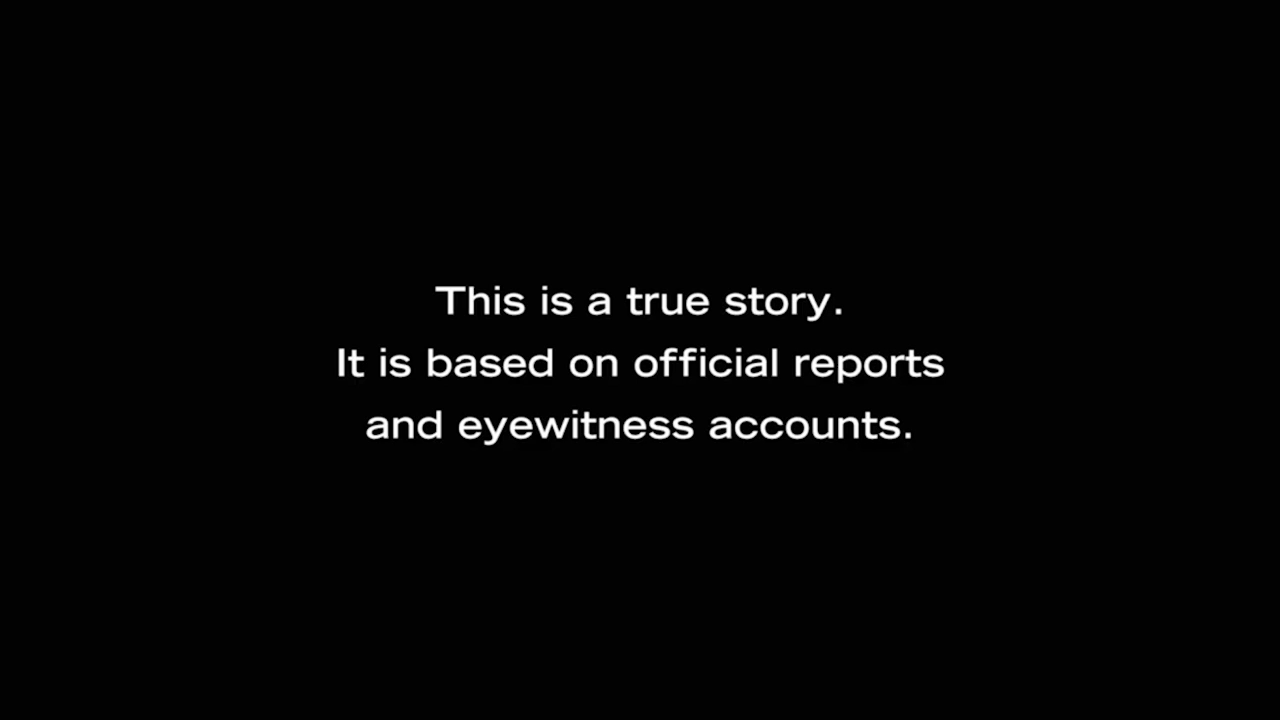 This is a true story.
It is based on official reports
and eyewitness accounts.